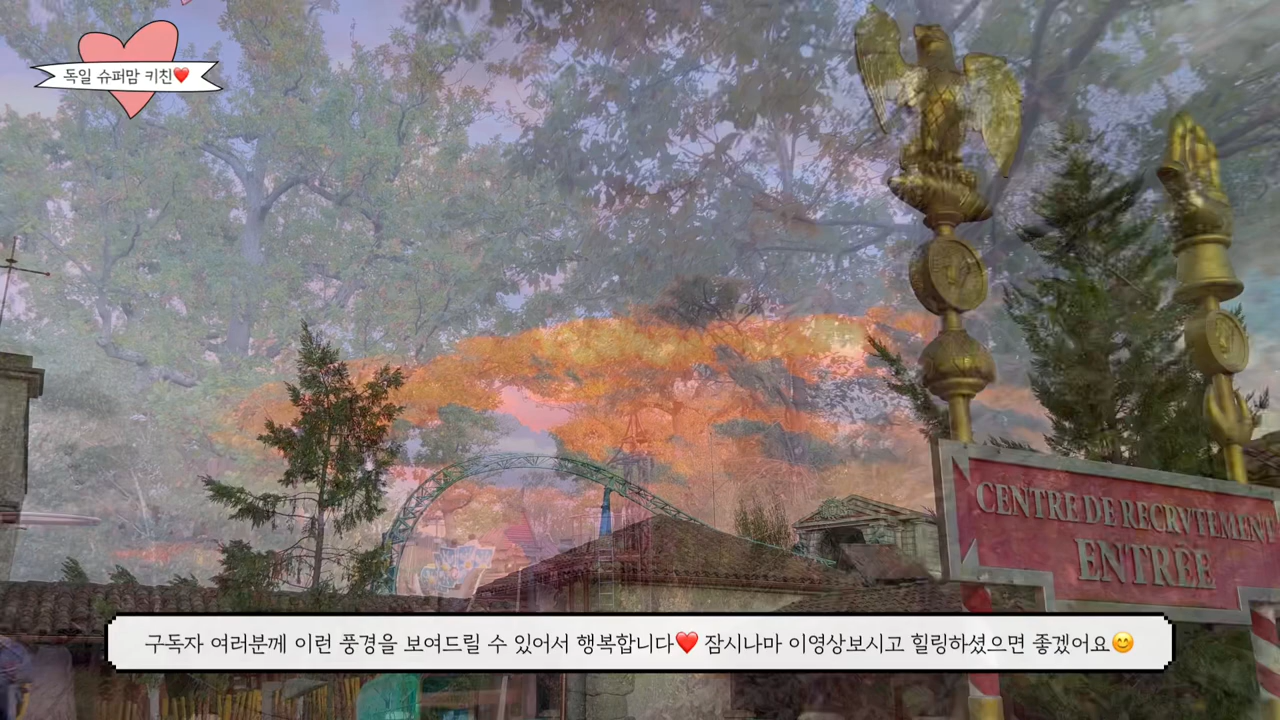 독일 슈퍼맘 키친❤️
CENTRE DE RECRVTEMENT
ENTRÉE
구독자 여러분께 이런 풍경을 보여드릴 수 있어서 행복합니다❤️ 잠시나마 이영상보시고 힐링하셨으면 좋겠어요😊